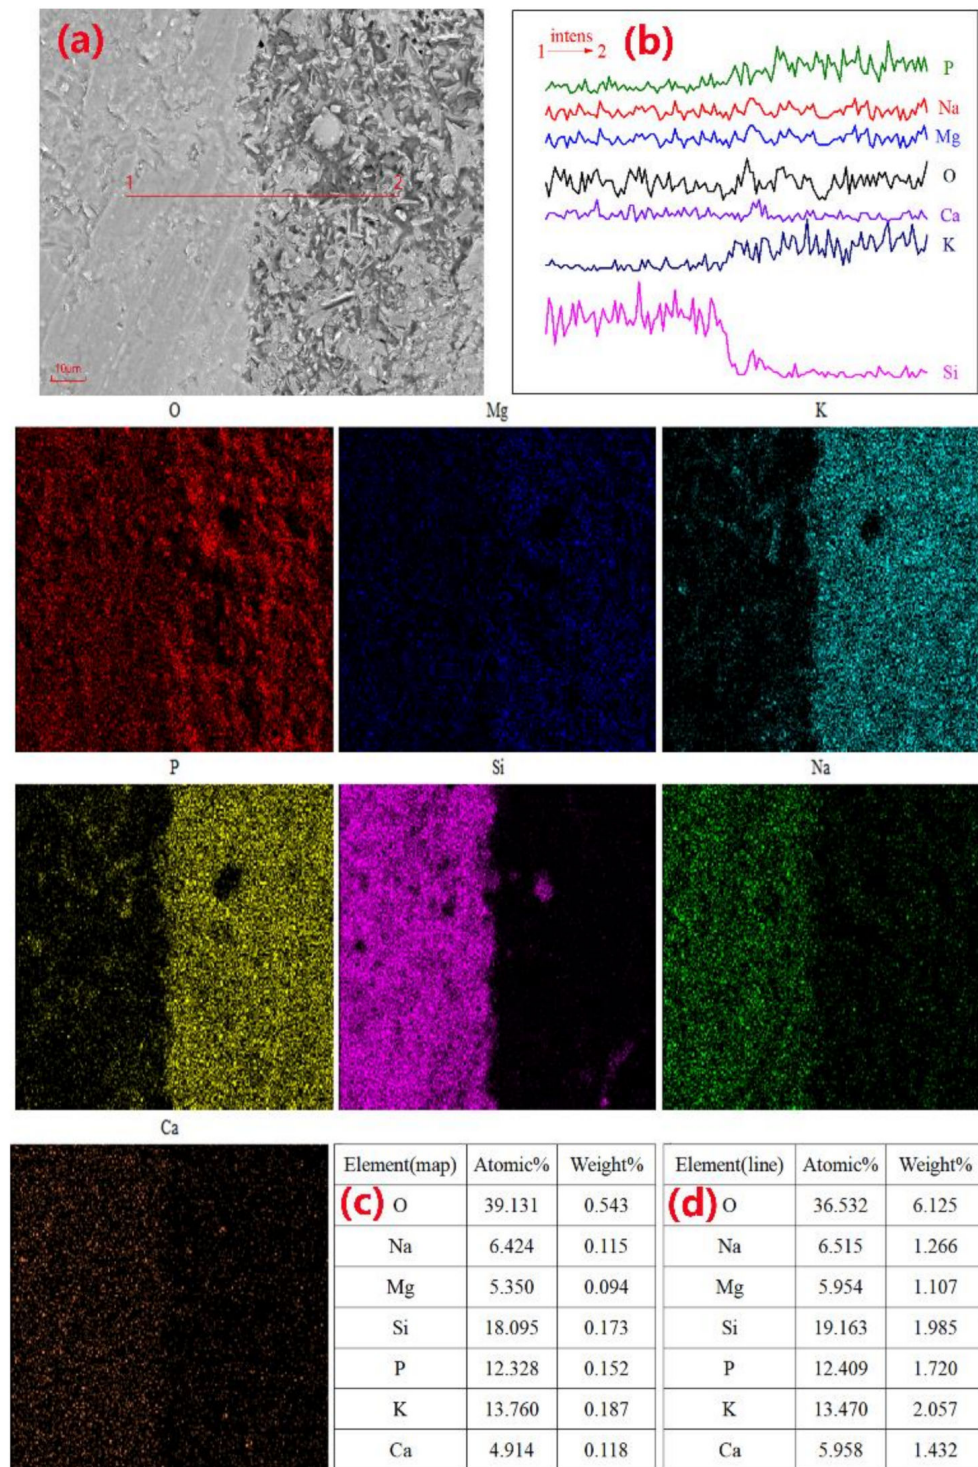 (a)
1
2
10μm
(b)
intens
1 2
P
Na
Mg
O
Ca
K
Si
O Mg K
P Si Na
Ca
Element(map) Atomic% Weight%
(c) O 39.131 0.543
Na 6.424 0.115
Mg 5.350 0.094
Si 18.095 0.173
P 12.328 0.152
K 13.760 0.187
Ca 4.914 0.118
Element(line) Atomic% Weight%
(d) O 36.532 6.125
Na 6.515 1.266
Mg 5.954 1.107
Si 19.163 1.985
P 12.409 1.720
K 13.470 2.057
Ca 5.958 1.432